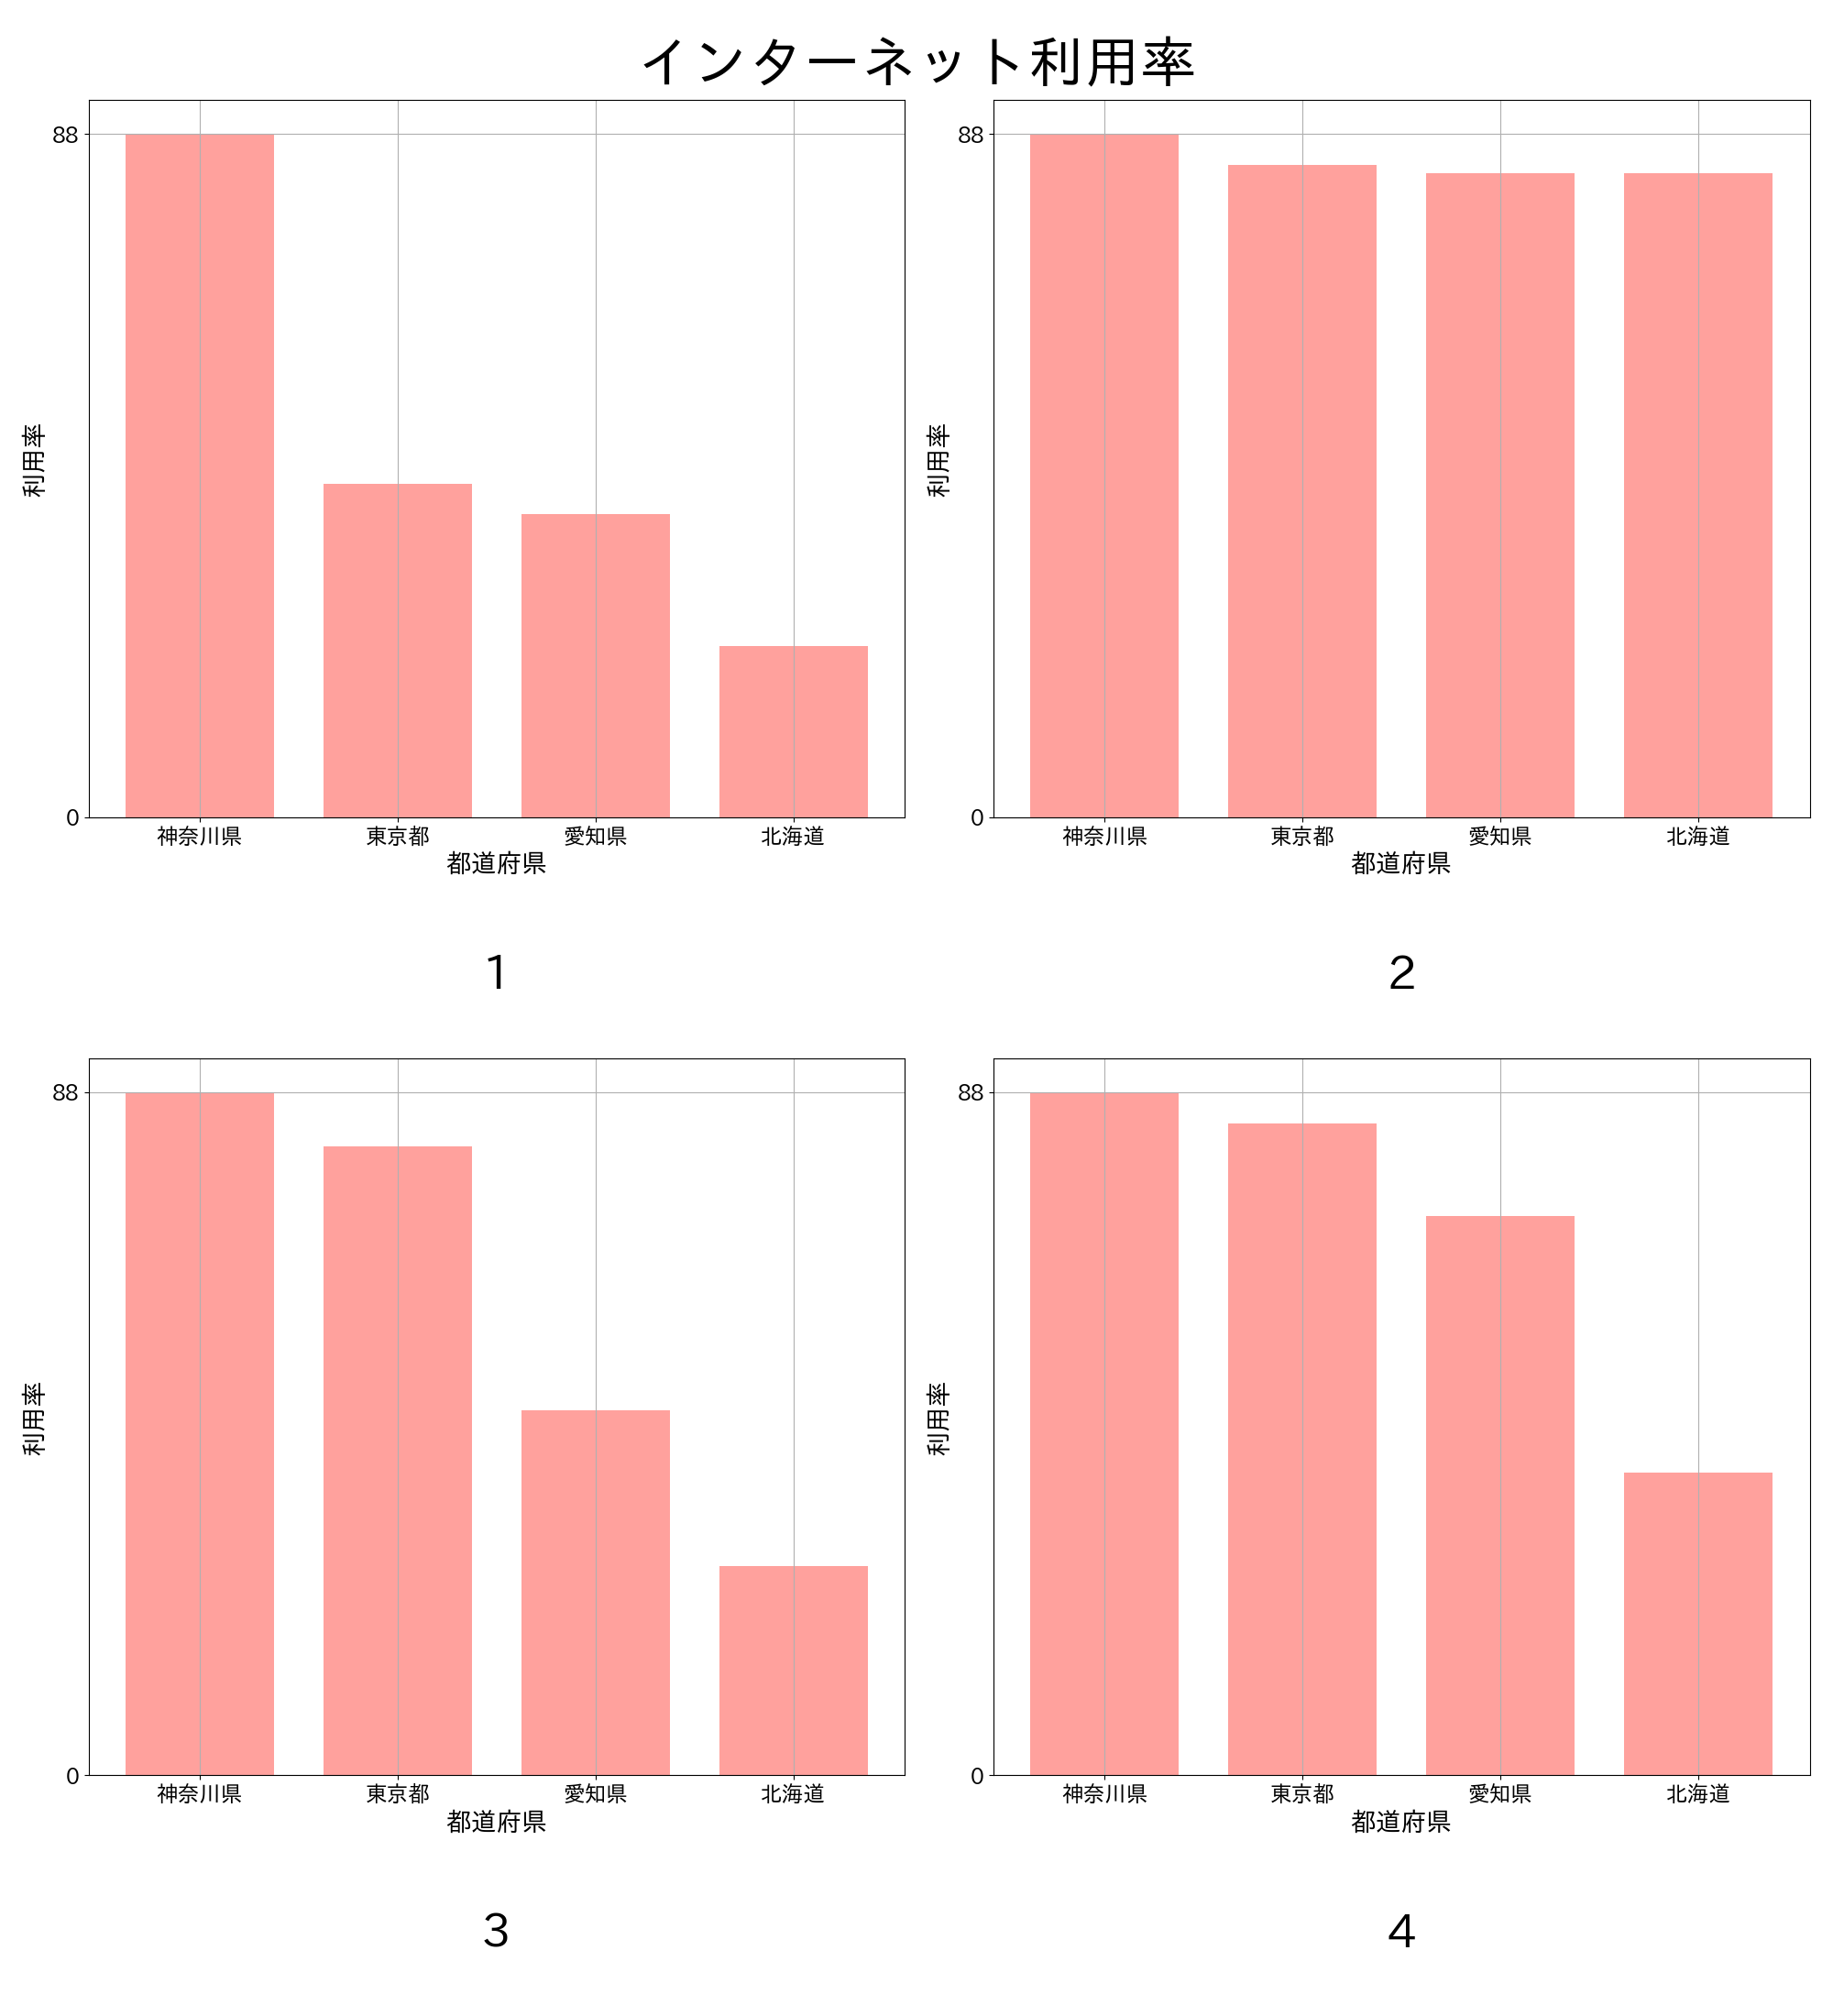 インターネット利用率
88
0
利用率
神奈川県 東京都 愛知県 北海道
都道府県
1
88
0
利用率
神奈川県 東京都 愛知県 北海道
都道府県
2
88
0
利用率
神奈川県 東京都 愛知県 北海道
都道府県
3
88
0
利用率
神奈川県 東京都 愛知県 北海道
都道府県
4